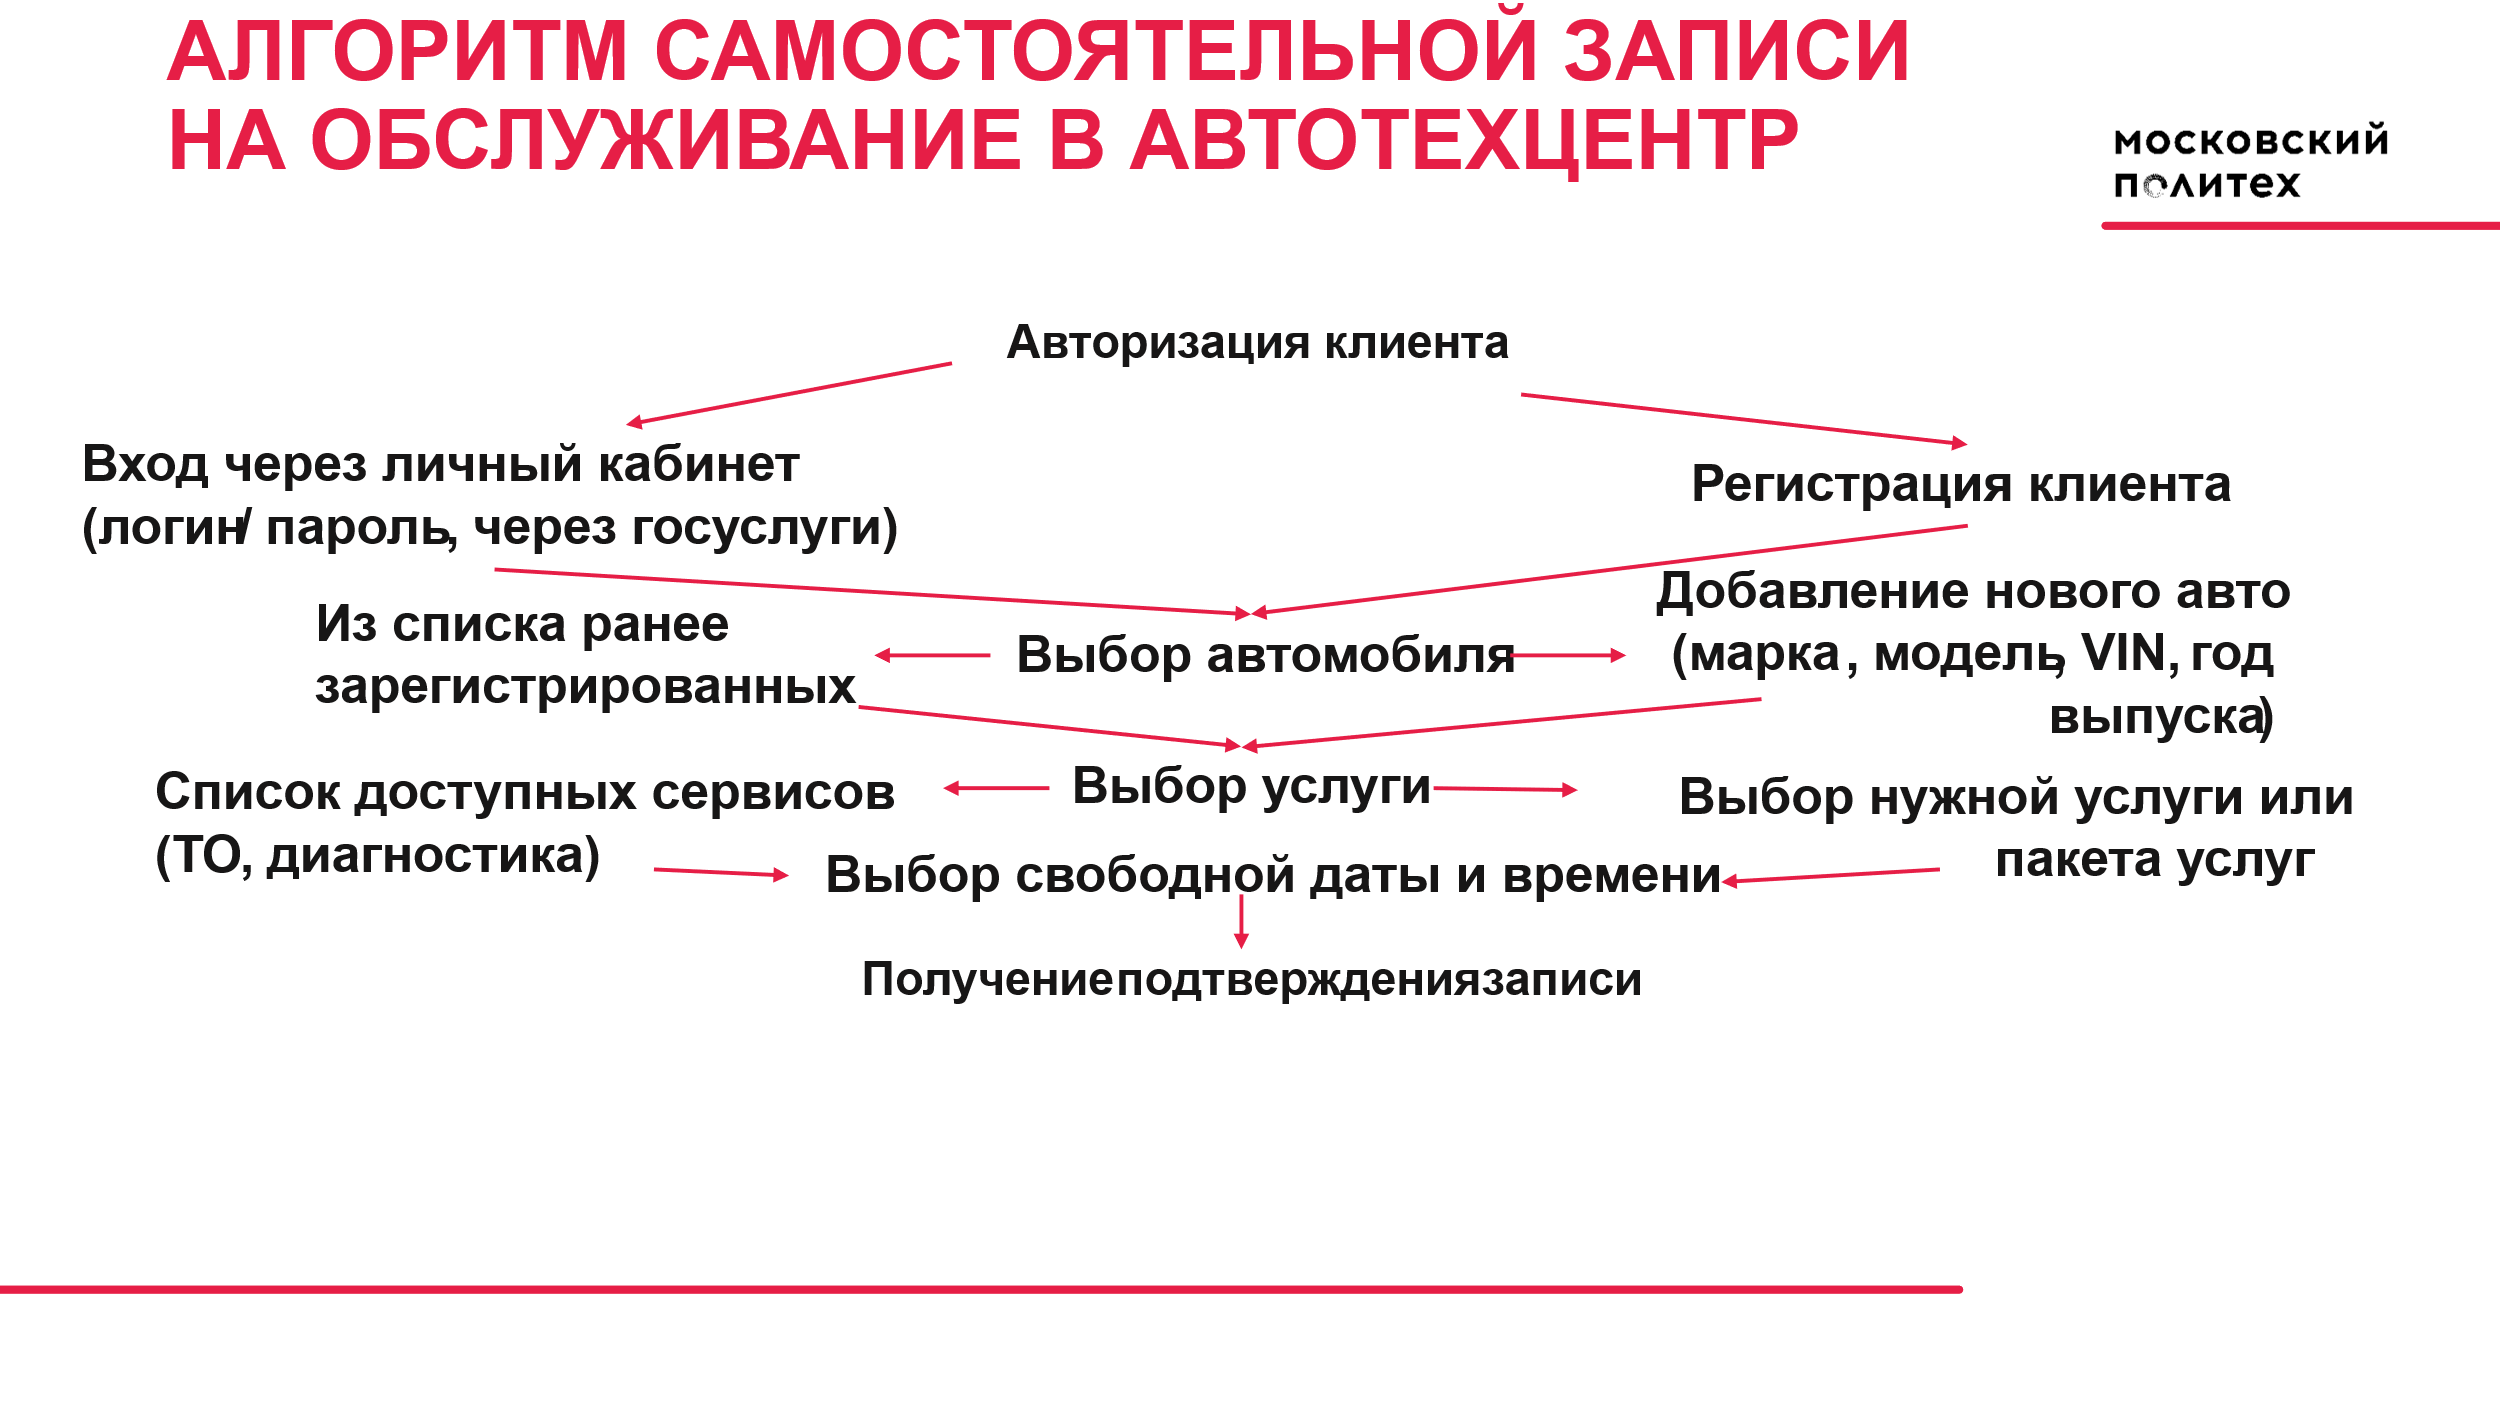 АЛГОРИТМ САМОСТОЯТЕЛЬНОЙ ЗАПИСИ
НА ОБСЛУЖИВАНИЕ В АВТОТЕХЦЕНТР
МОСКОВСКИЙ
ПОЛИТЕХ
Авторизация клиента
Вход через личный кабинет
(логин/ пароль, через госуслуги)
Регистрация клиента
Из списка ранее
зарегистрированных
Выбор автомобиля
Добавление нового авто
(марка, модель, VIN, год
выпуска)
Список доступных сервисов
(ТО, диагностика)
Выбор услуги
Выбор нужной услуги или
пакета услуг
Выбор свободной даты и времени
Получение подтверждения записи